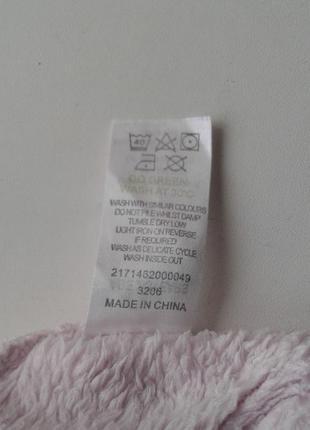 40
GO GREEN
WASH AT 30°C
WASH WITH SIMILAR COLOURS
DO NOT PILE WHILST DAMP
TUMBLE DRY LOW
LIGHT IRON ON REVERSE
IF REQUIRED
WASH AS DELICATE CYCLE
WASH INSIDE OUT
2171462000049
3206
MADE IN CHINA